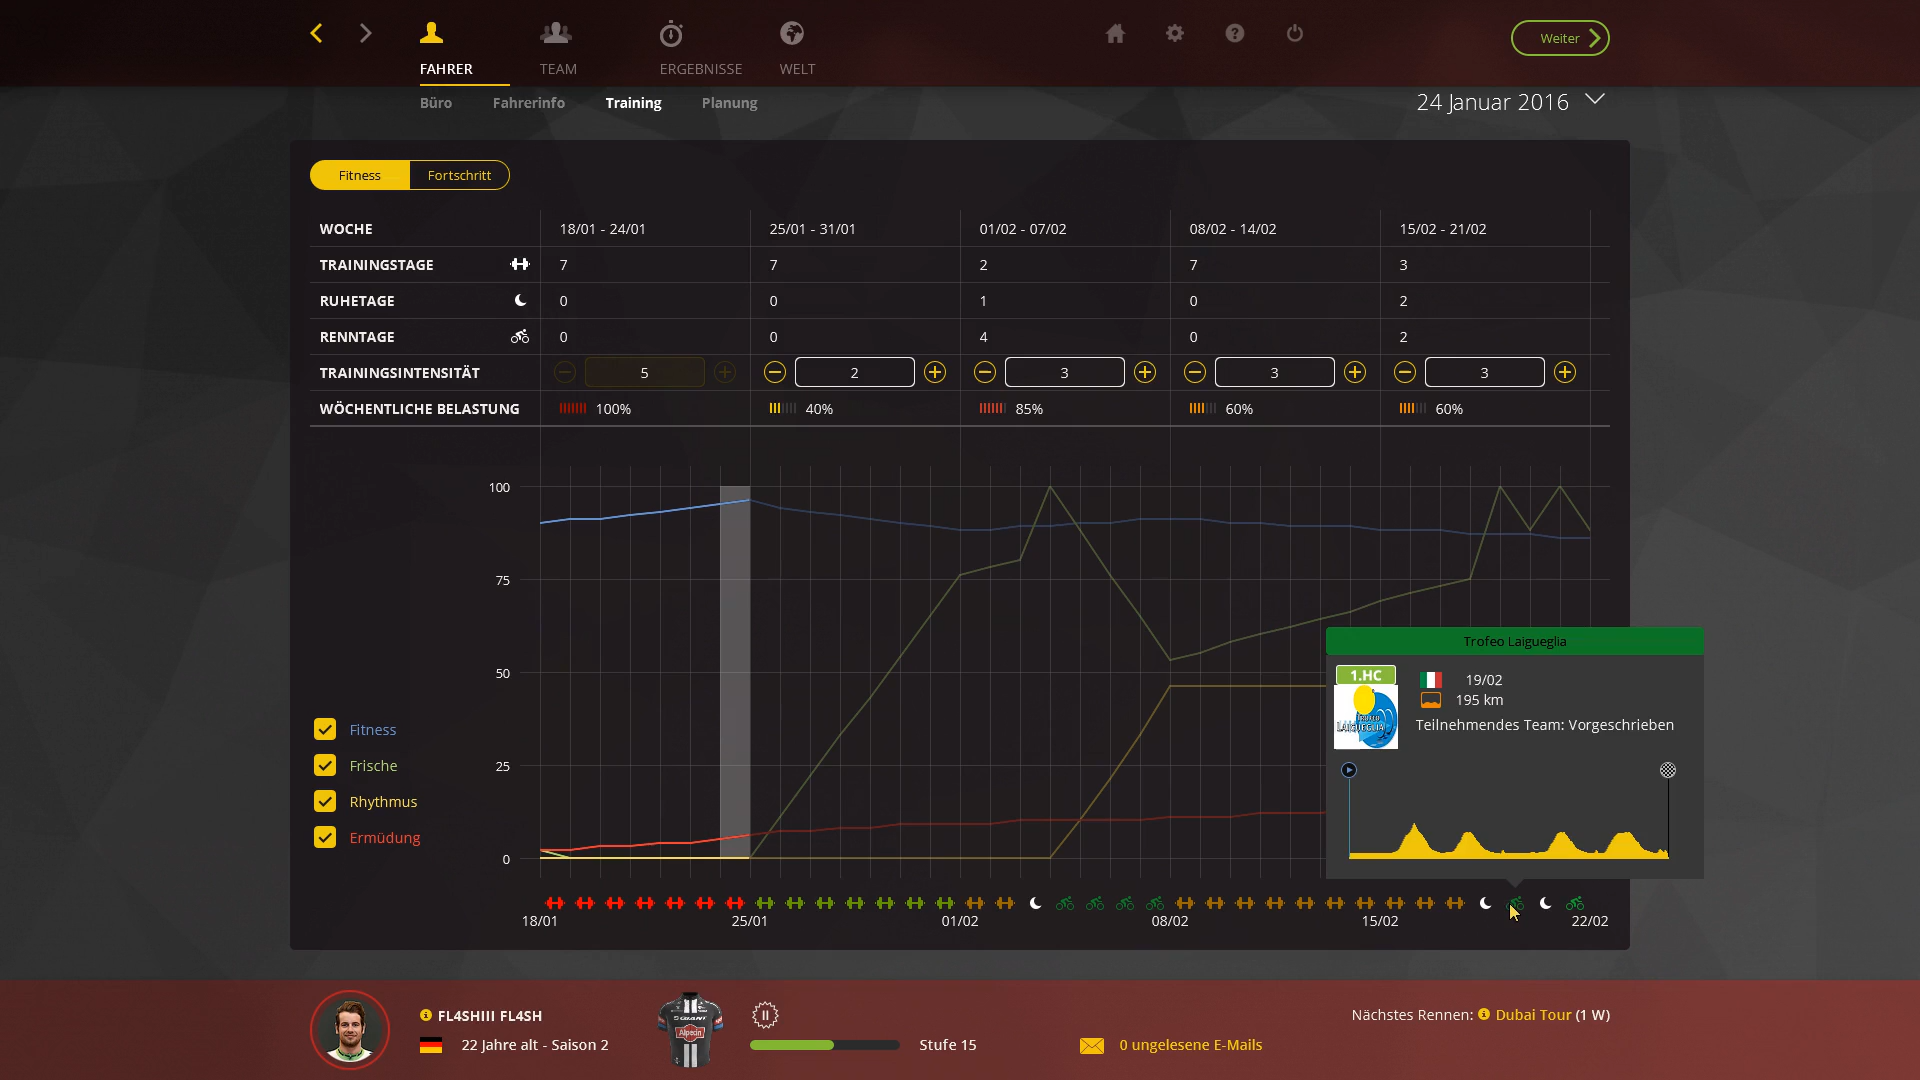 FAHRER TEAM ERGEBNISSE WELT
Weiter
Büro Fahrerinfo Training Planung
24 Januar 2016
Fitness Fortschritt
WOCHE 18/01 - 24/01 25/01 - 31/01 01/02 - 07/02 08/02 - 14/02 15/02 - 21/02
TRAININGSTAGE 7 7 2 7 3
RUHETAGE 0 0 1 0 2
RENNTAGE 0 0 4 0 2
TRAININGSINTENSITÄT 5 2 3 3 3
WÖCHENTLICHE BELASTUNG 100% 40% 85% 60% 60%
100
75
50
25
0
Fitness
Frische
Rhythmus
Ermüdung
Trofeo Laigueglia
1.HC
TROFEO
LAIGUEGLIA
19/02
195 km
Teilnehmendes Team: Vorgeschrieben
18/01 25/01 01/02 08/02 15/02 22/02
FL4SHIII FL4SH
22 Jahre alt - Saison 2
GIANT
Alpecin
Stufe 15
0 ungelesene E-Mails
Nächstes Rennen: Dubai Tour (1 W)